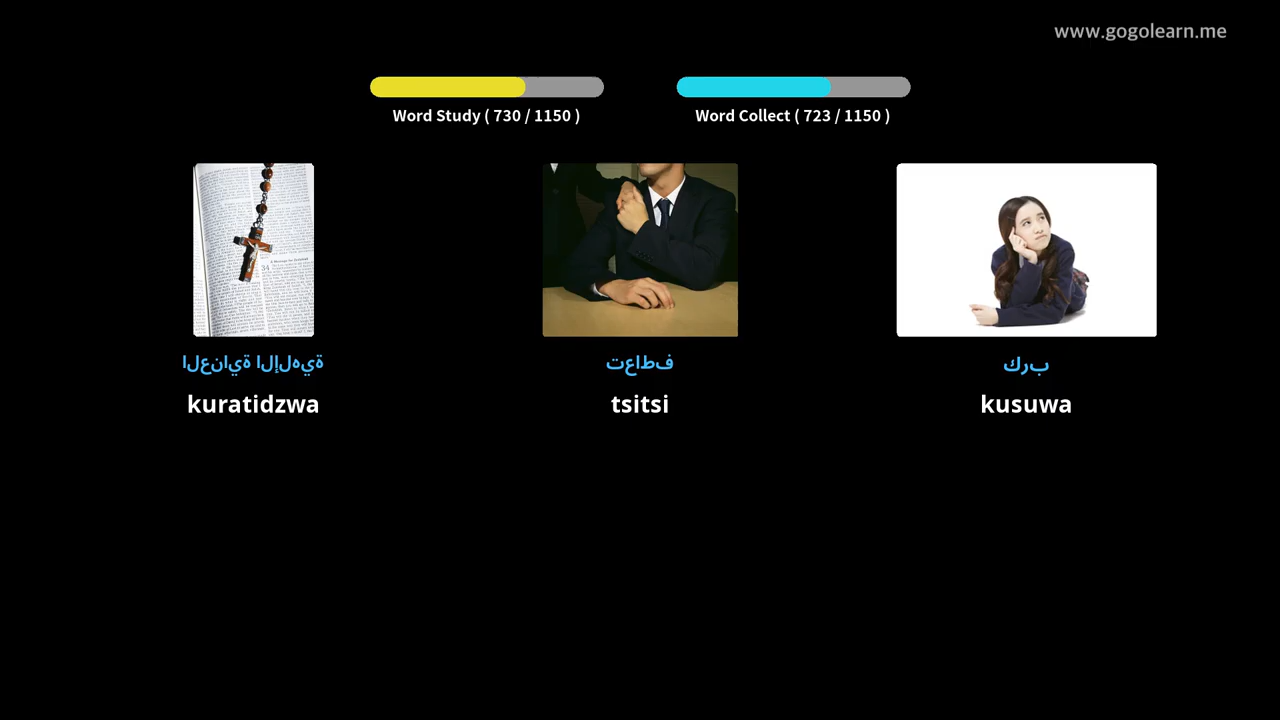 www.gogolearn.me
Word Study ( 730 / 1150 )
Word Collect ( 723 / 1150 )
العناية الإلهية
تعاطف
كرب
kuratidzwa
tsitsi
kusuwa